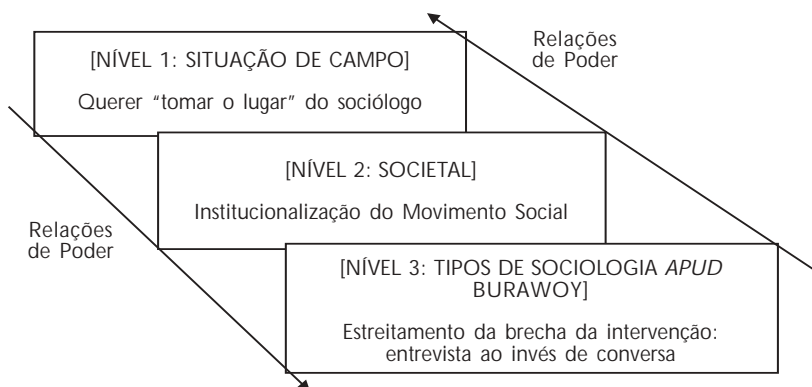 Relações
de Poder
[NÍVEL 1: SITUAÇÃO DE CAMPO]
Querer “tomar o lugar” do sociólogo
[NÍVEL 2: SOCIETAL]
Institucionalização do Movimento Social
Relações
de Poder
[NÍVEL 3: TIPOS DE SOCIOLOGIA APUD
BURAWOY]
Estreitamento da brecha da intervenção:
entrevista ao invés de conversa